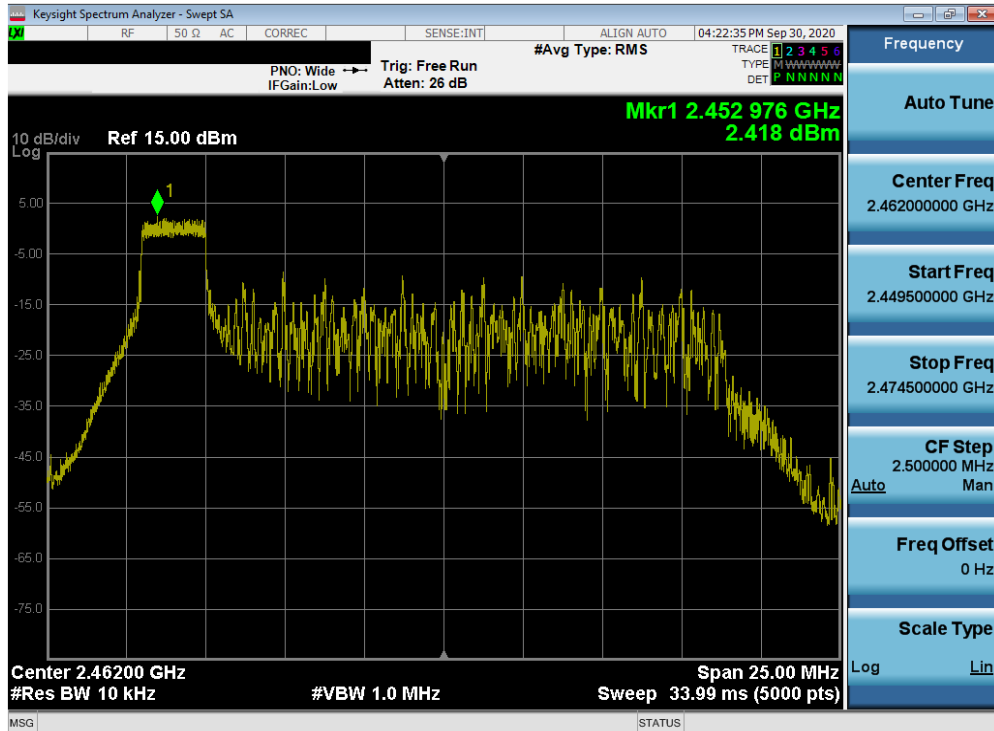 Keysight Spectrum Analyzer - Swept SA
LXI RF 50 Ω AC CORREC SENSE:INT ALIGN AUTO 04:22:35 PM Sep 30, 2020
#Avg Type: RMS TRACE 1 2 3 4 5 6
PNO: Wide Trig: Free Run TYPE M WWWWW
IFGain:Low Atten: 26 dB DET P N N N N N
Mkr1 2.452 976 GHz
2.418 dBm
10 dB/div Ref 15.00 dBm
Log
1
5.00
-5.00
-15.0
-25.0
-35.0
-45.0
-55.0
-65.0
-75.0
Center 2.46200 GHz Span 25.00 MHz
#Res BW 10 kHz #VBW 1.0 MHz Sweep 33.99 ms (5000 pts)
MSG STATUS
Frequency
Auto Tune
Center Freq
2.462000000 GHz
Start Freq
2.449500000 GHz
Stop Freq
2.474500000 GHz
CF Step
2.500000 MHz
Auto Man
Freq Offset
0 Hz
Scale Type
Log Lin